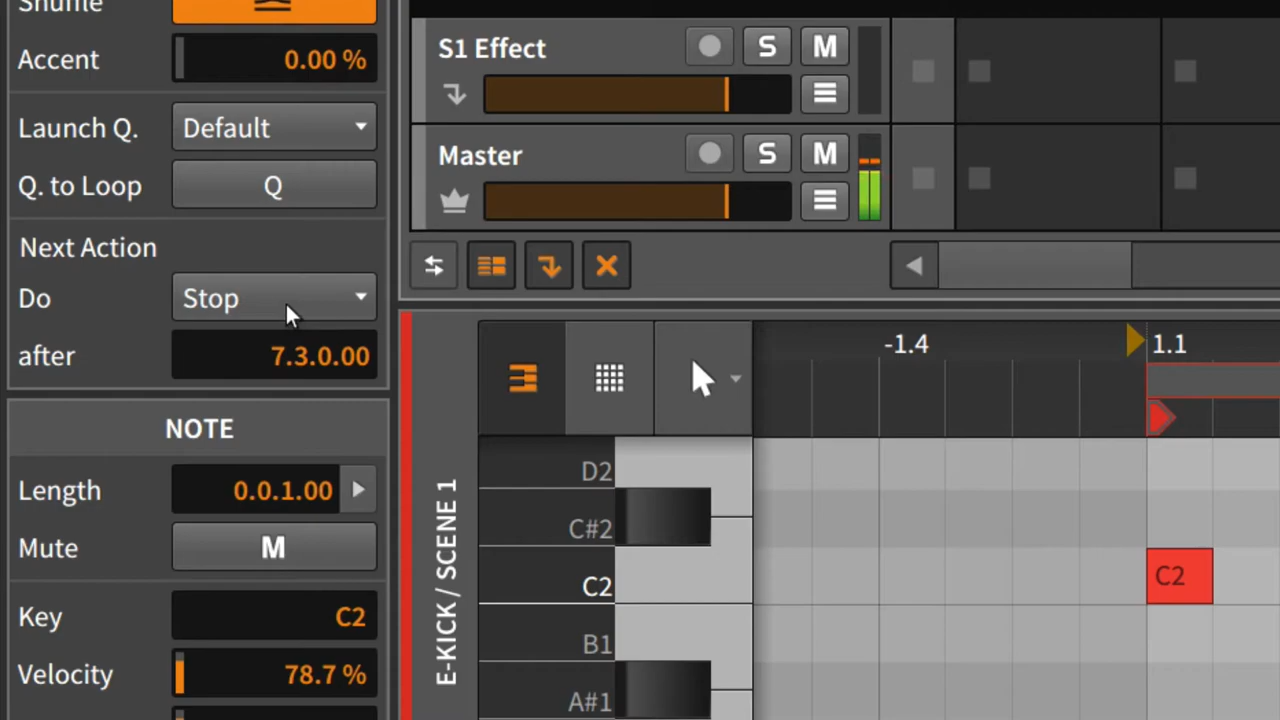 Shuffle
Accent 0.00 %
Launch Q. Default
Q. to Loop Q
Next Action
Do Stop
after 7.3.0.00
NOTE
Length 0.0.1.00
Mute M
Key C2
Velocity 78.7 %
S1 Effect S M
Master S M
-1.4 1.1
E-KICK / SCENE 1
D2
C#2
C2 C2
B1
A#1